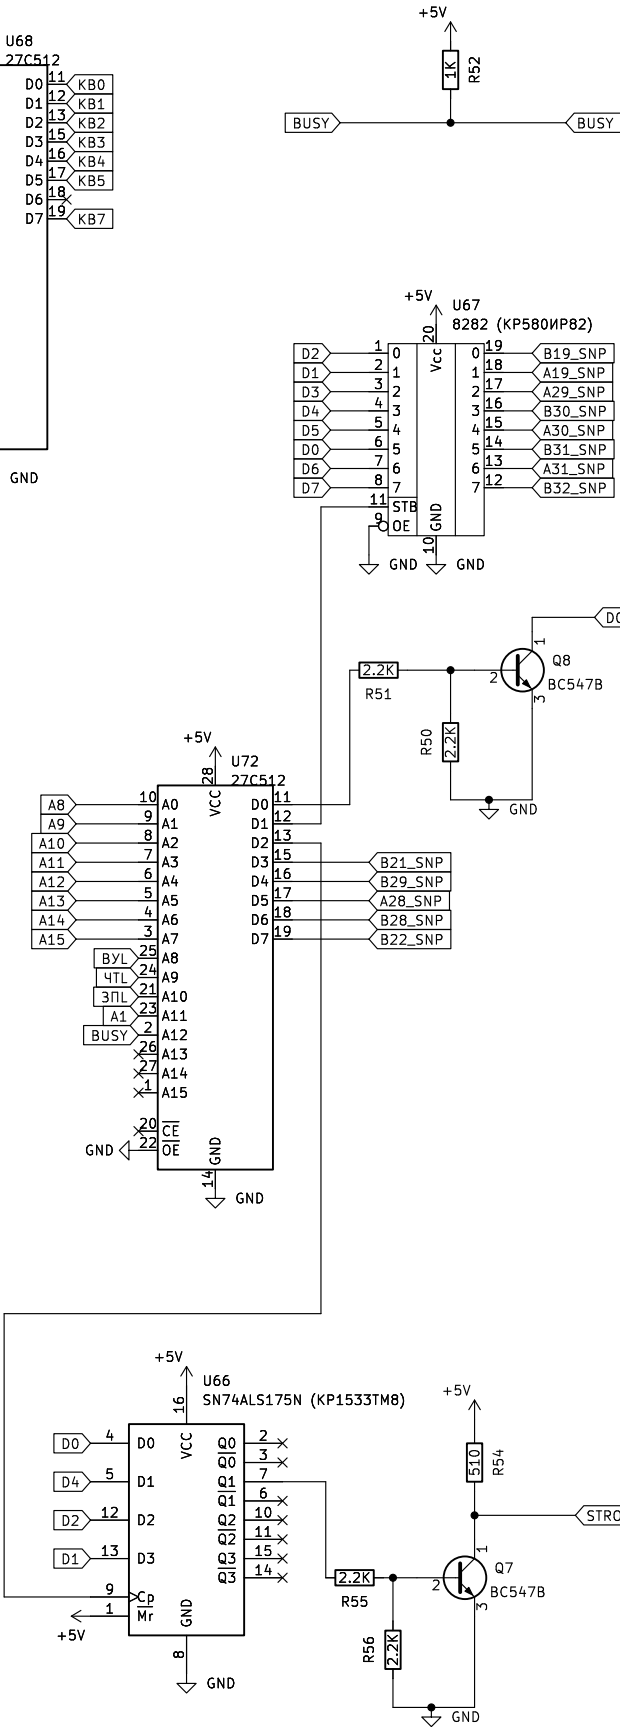 U68
27C512
D0 11 KB0
D1 12 KB1
D2 13 KB2
D3 15 KB3
D4 16 KB4
D5 17 KB5
D6 18
D7 19 KB7
GND
+5V
1K R52
BUSY BUSY
+5V
U67
8282 (КР580ИР82)
20
Vcc
D2 1 0 0 19 B19_SNP
D1 2 1 1 18 A19_SNP
D3 3 2 2 17 A29_SNP
D4 4 3 3 16 B30_SNP
D5 5 4 4 15 A30_SNP
D0 6 5 5 14 B31_SNP
D6 7 6 6 13 A31_SNP
D7 8 7 7 12 B32_SNP
11 STB
9 OE
GND
10
GND GND
2.2K
R51
R50 2.2K
1
2
3
Q8
BC547B
GND
+5V
U72
27C512
28
VCC
A8 10 A0 D0 11
A9 9 A1 D1 12
A10 8 A2 D2 13
A11 7 A3 D3 15 B21_SNP
A12 6 A4 D4 16 B29_SNP
A13 5 A5 D5 17 A28_SNP
A14 4 A6 D6 18 B28_SNP
A15 3 A7 D7 19 B22_SNP
ВУL 25 A8
ЧТL 24 A9
ЗПL 21 A10
A1 23 A11
BUSY 2 A12
26 A13
27 A14
1 A15
20 CE
GND 22 OE
GND
14
GND
+5V
U66
SN74ALS175N (КР1533ТМ8)
16
VCC
D0 4 D0
D4 5 D1
D2 12 D2
D1 13 D3
9 Cp
1 Mr
+5V
Q0 2
Q0 3
Q1 7
Q1 6
Q2 10
Q2 11
Q3 15
Q3 14
GND
8
GND
2.2K
R55
R56 2.2K
+5V
510 R54
1
2
3
Q7
BC547B
GND